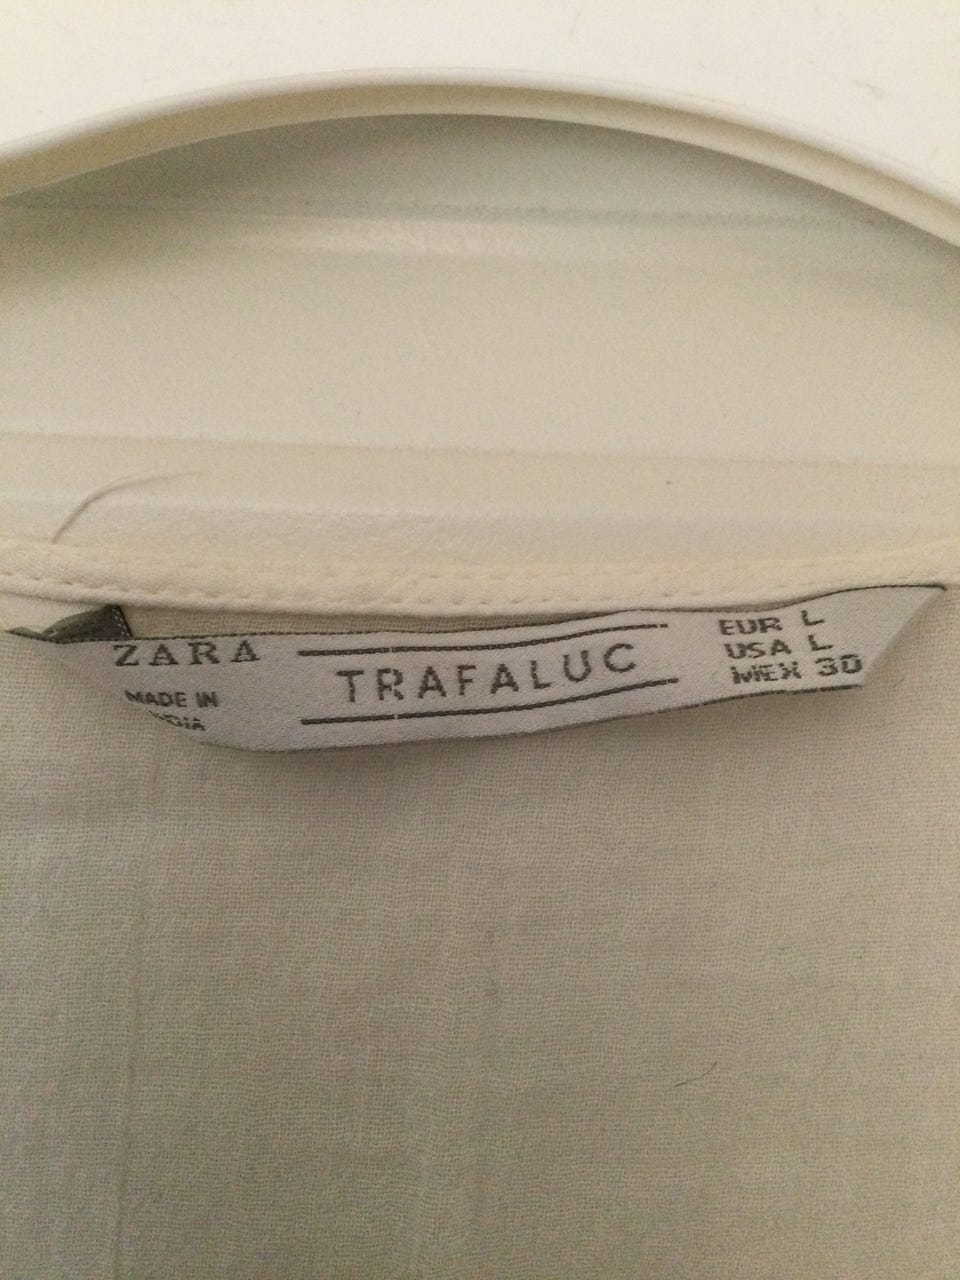 ZARA
MADE IN
TRAFALUC
EUR L
USA L
MEX 30